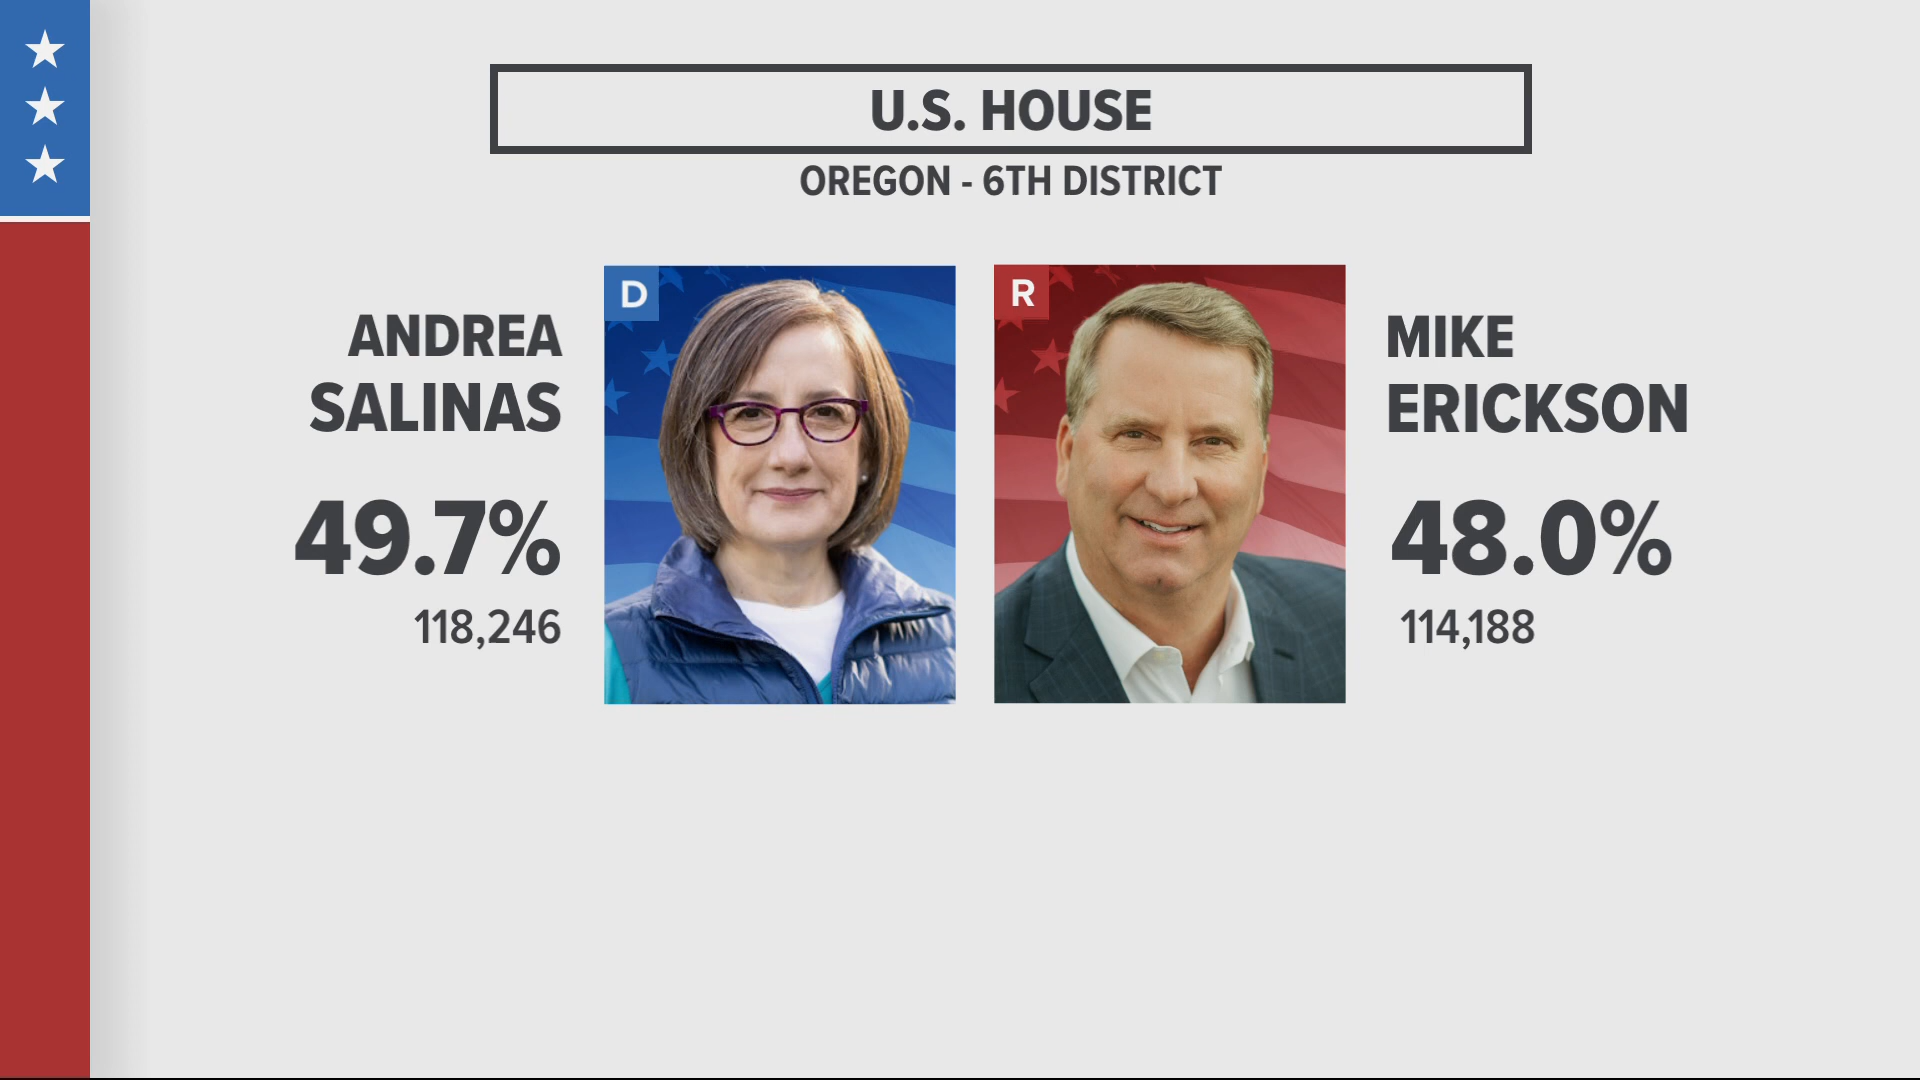 U.S. HOUSE
OREGON - 6TH DISTRICT
D
ANDREA
SALINAS
49.7%
118,246
R
MIKE
ERICKSON
48.0%
114,188